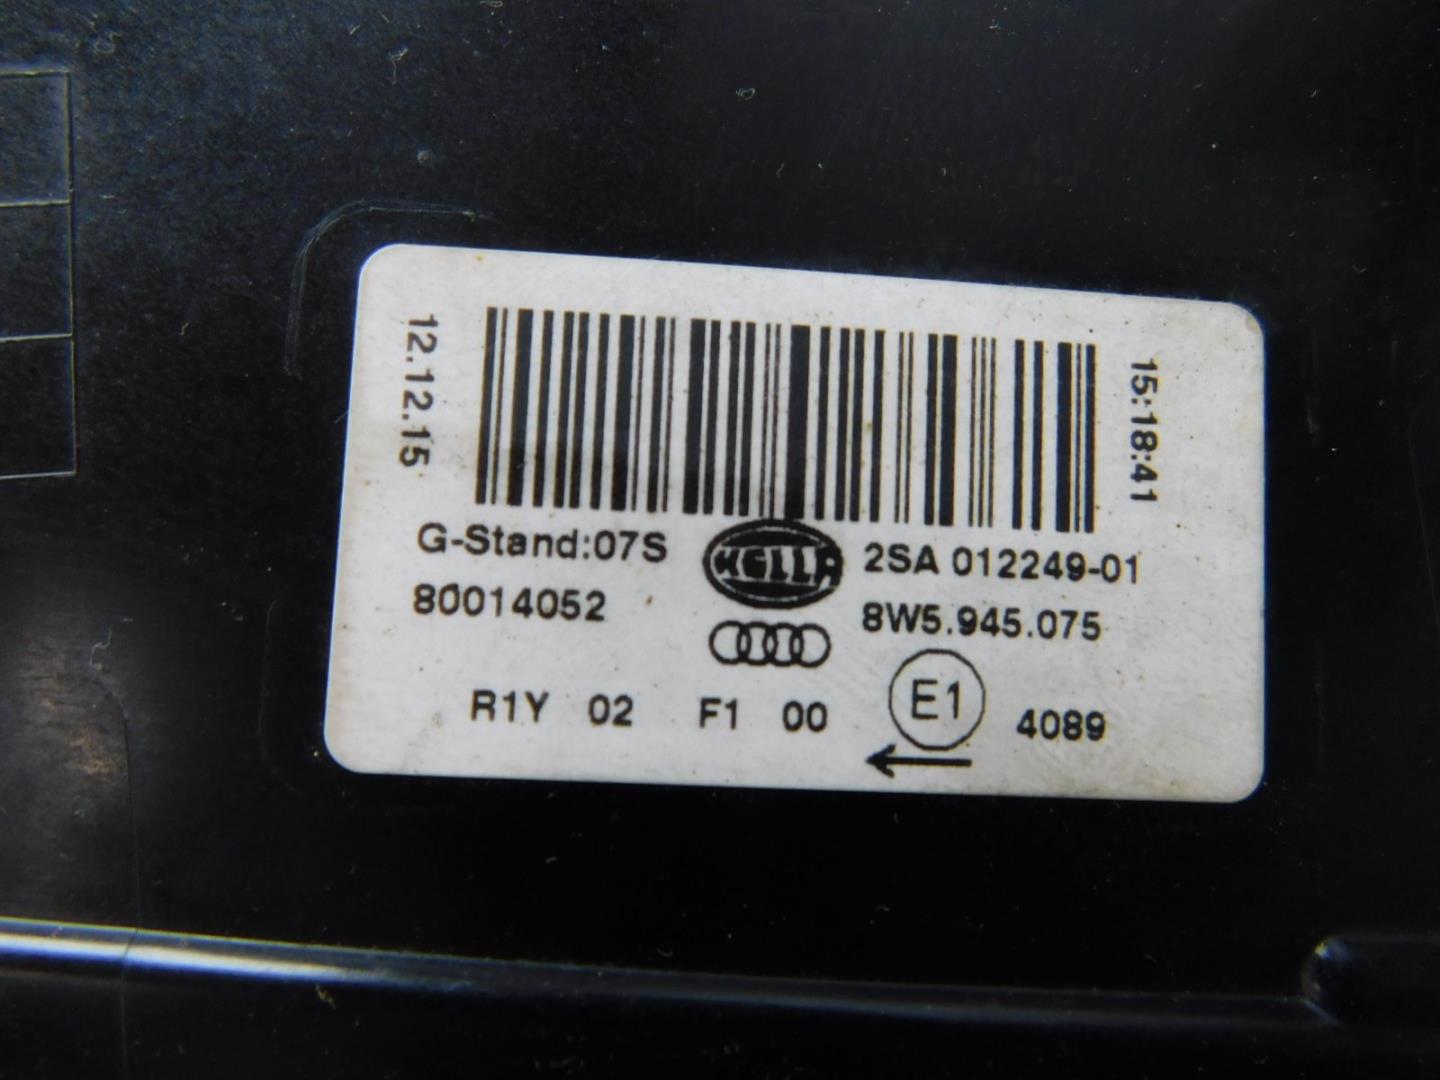 12.12.15
15:18:41
G-Stand:07S
HELLA
2SA 012249-01
80014052
8W5.945.075
R1Y 02 F1 00 E1 4089